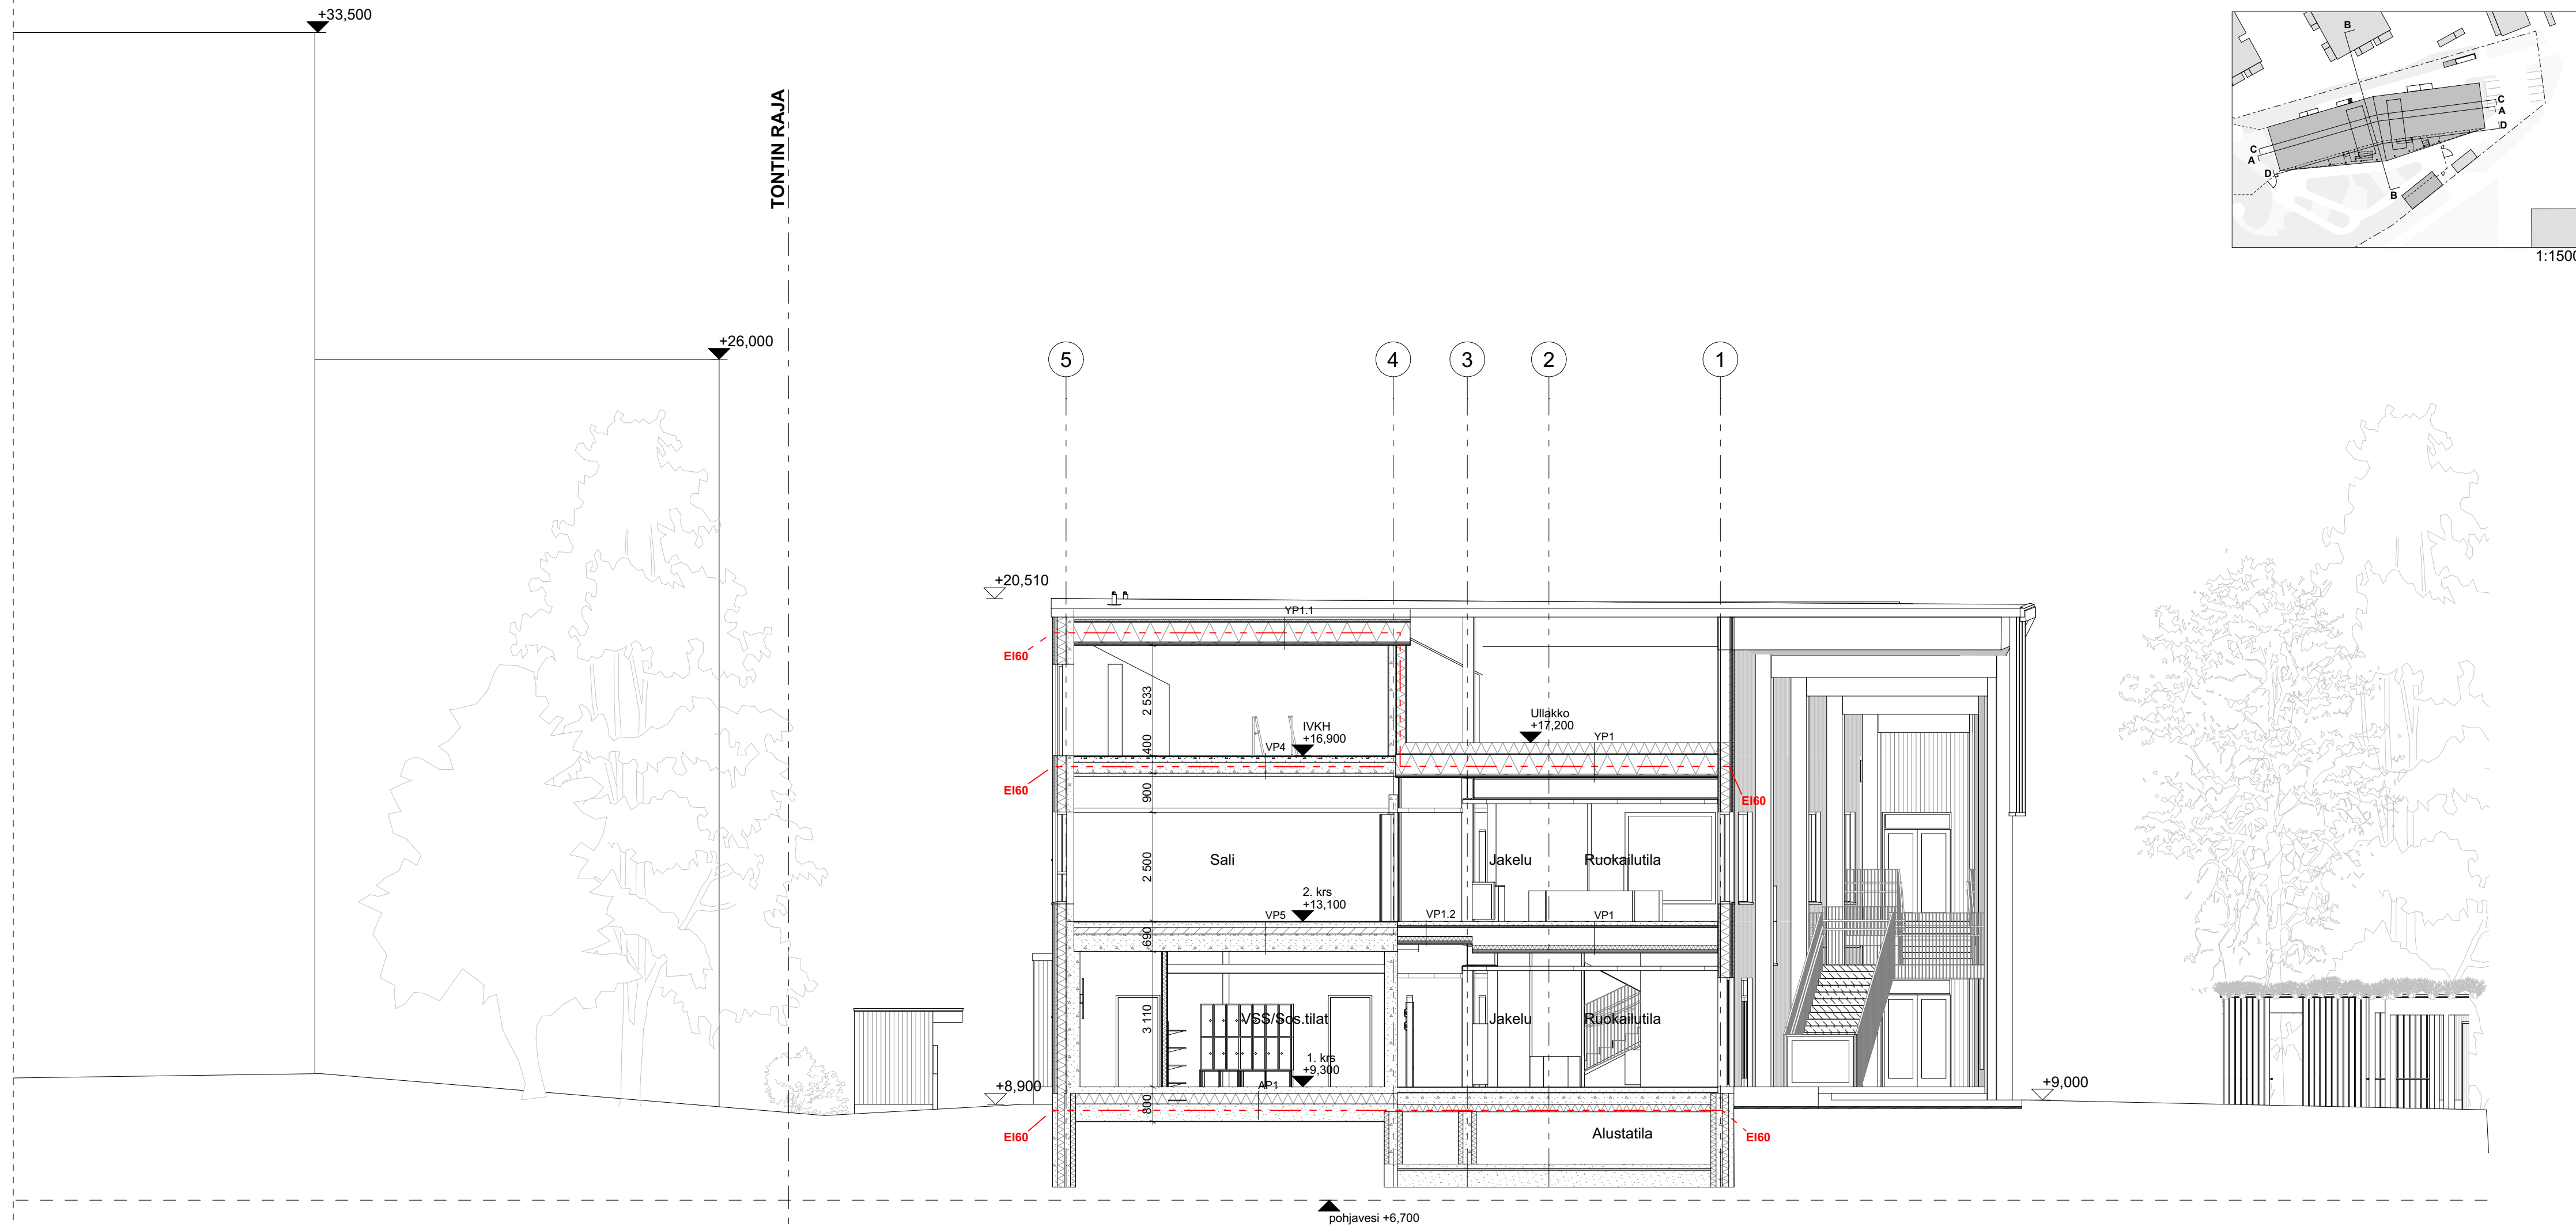 +33,500
TONTIN RAJA
+26,000
B
C
A
D
C
A
D
B
1:1500
5
4
3
2
1
+20,510
YP1.1
EI60
2 533
IVKH
+16,900
Ullakko
+17,200
400
VP4
YP1
EI60
900
EI60
Sali
2 500
Jakelu
Ruokailutila
2. krs
+13,100
VP5
VP1.2
VP1
690
3 110
VSS/Sos.tilat
Jakelu
Ruokailutila
1. krs
+9,300
AP1
+8,900
+9,000
800
EI60
Alustatila
EI60
pohjavesi +6,700